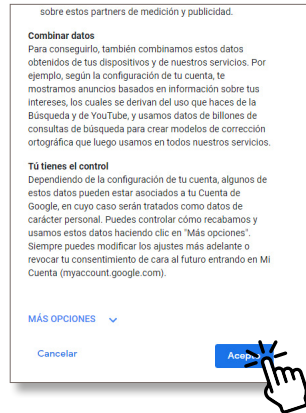 sobre estos partners de medición y publicidad.
Combinar datos
Para conseguirlo, también combinamos estos datos
obtenidos de tus dispositivos y de nuestros servicios. Por
ejemplo, según la configuración de tu cuenta, te
mostramos anuncios basados en información sobre tus
intereses, los cuales se derivan del uso que haces de la
Búsqueda y de YouTube, y usamos datos de billones de
consultas de búsqueda para crear modelos de corrección
ortográfica que luego usamos en todos nuestros servicios.
Tú tienes el control
Dependiendo de la configuración de tu cuenta, algunos de
estos datos pueden estar asociados a tu Cuenta de
Google, en cuyo caso serán tratados como datos de
carácter personal. Puedes controlar cómo recabamos y
usamos estos datos haciendo clic en "Más opciones".
Siempre puedes modificar los ajustes más adelante o
revocar tu consentimiento de cara al futuro entrando en Mi
Cuenta (myaccount.google.com).
MÁS OPCIONES
Cancelar
Acepto